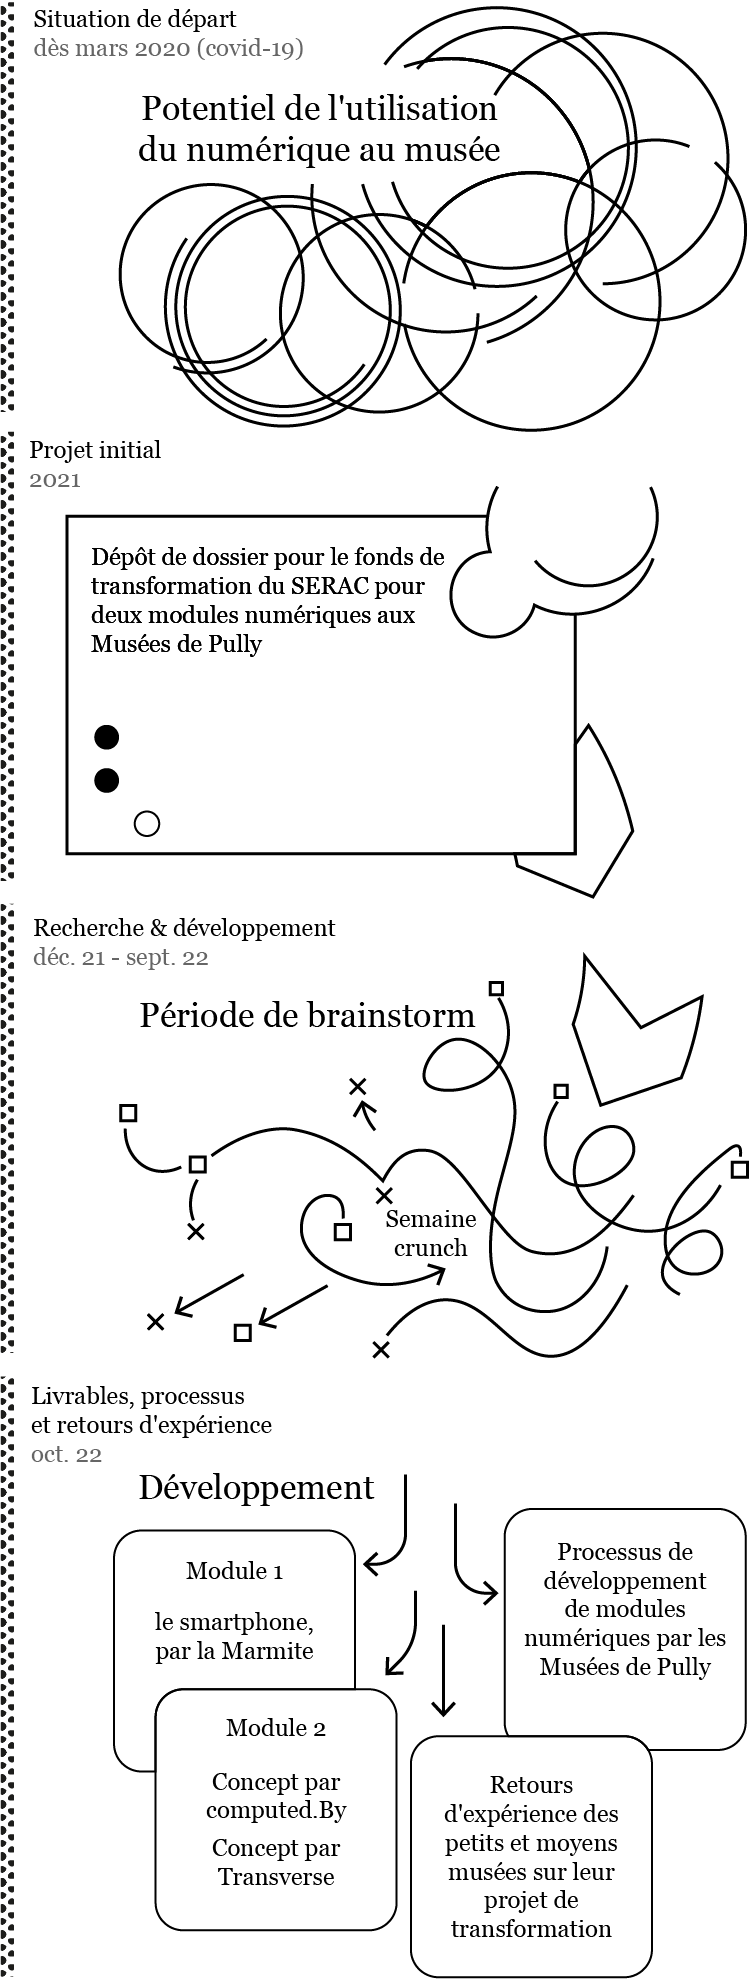 Situation de départ
dès mars 2020 (covid-19)
Potentiel de l'utilisation
du numérique au musée
Projet initial
2021
Dépôt de dossier pour le fonds de
transformation du SERAC pour
deux modules numériques aux
Musées de Pully
Recherche & développement
déc. 21 - sept. 22
Période de brainstorm
Semaine
crunch
Livrables, processus
et retours d'expérience
oct. 22
Développement
Module 1
le smartphone,
par la Marmite
Processus de
développement
de modules
numériques par les
Musées de Pully
Module 2
Concept par
computed.By
Concept par
Transverse
Retours
d'expérience des
petits et moyens
musées sur leur
projet de
transformation